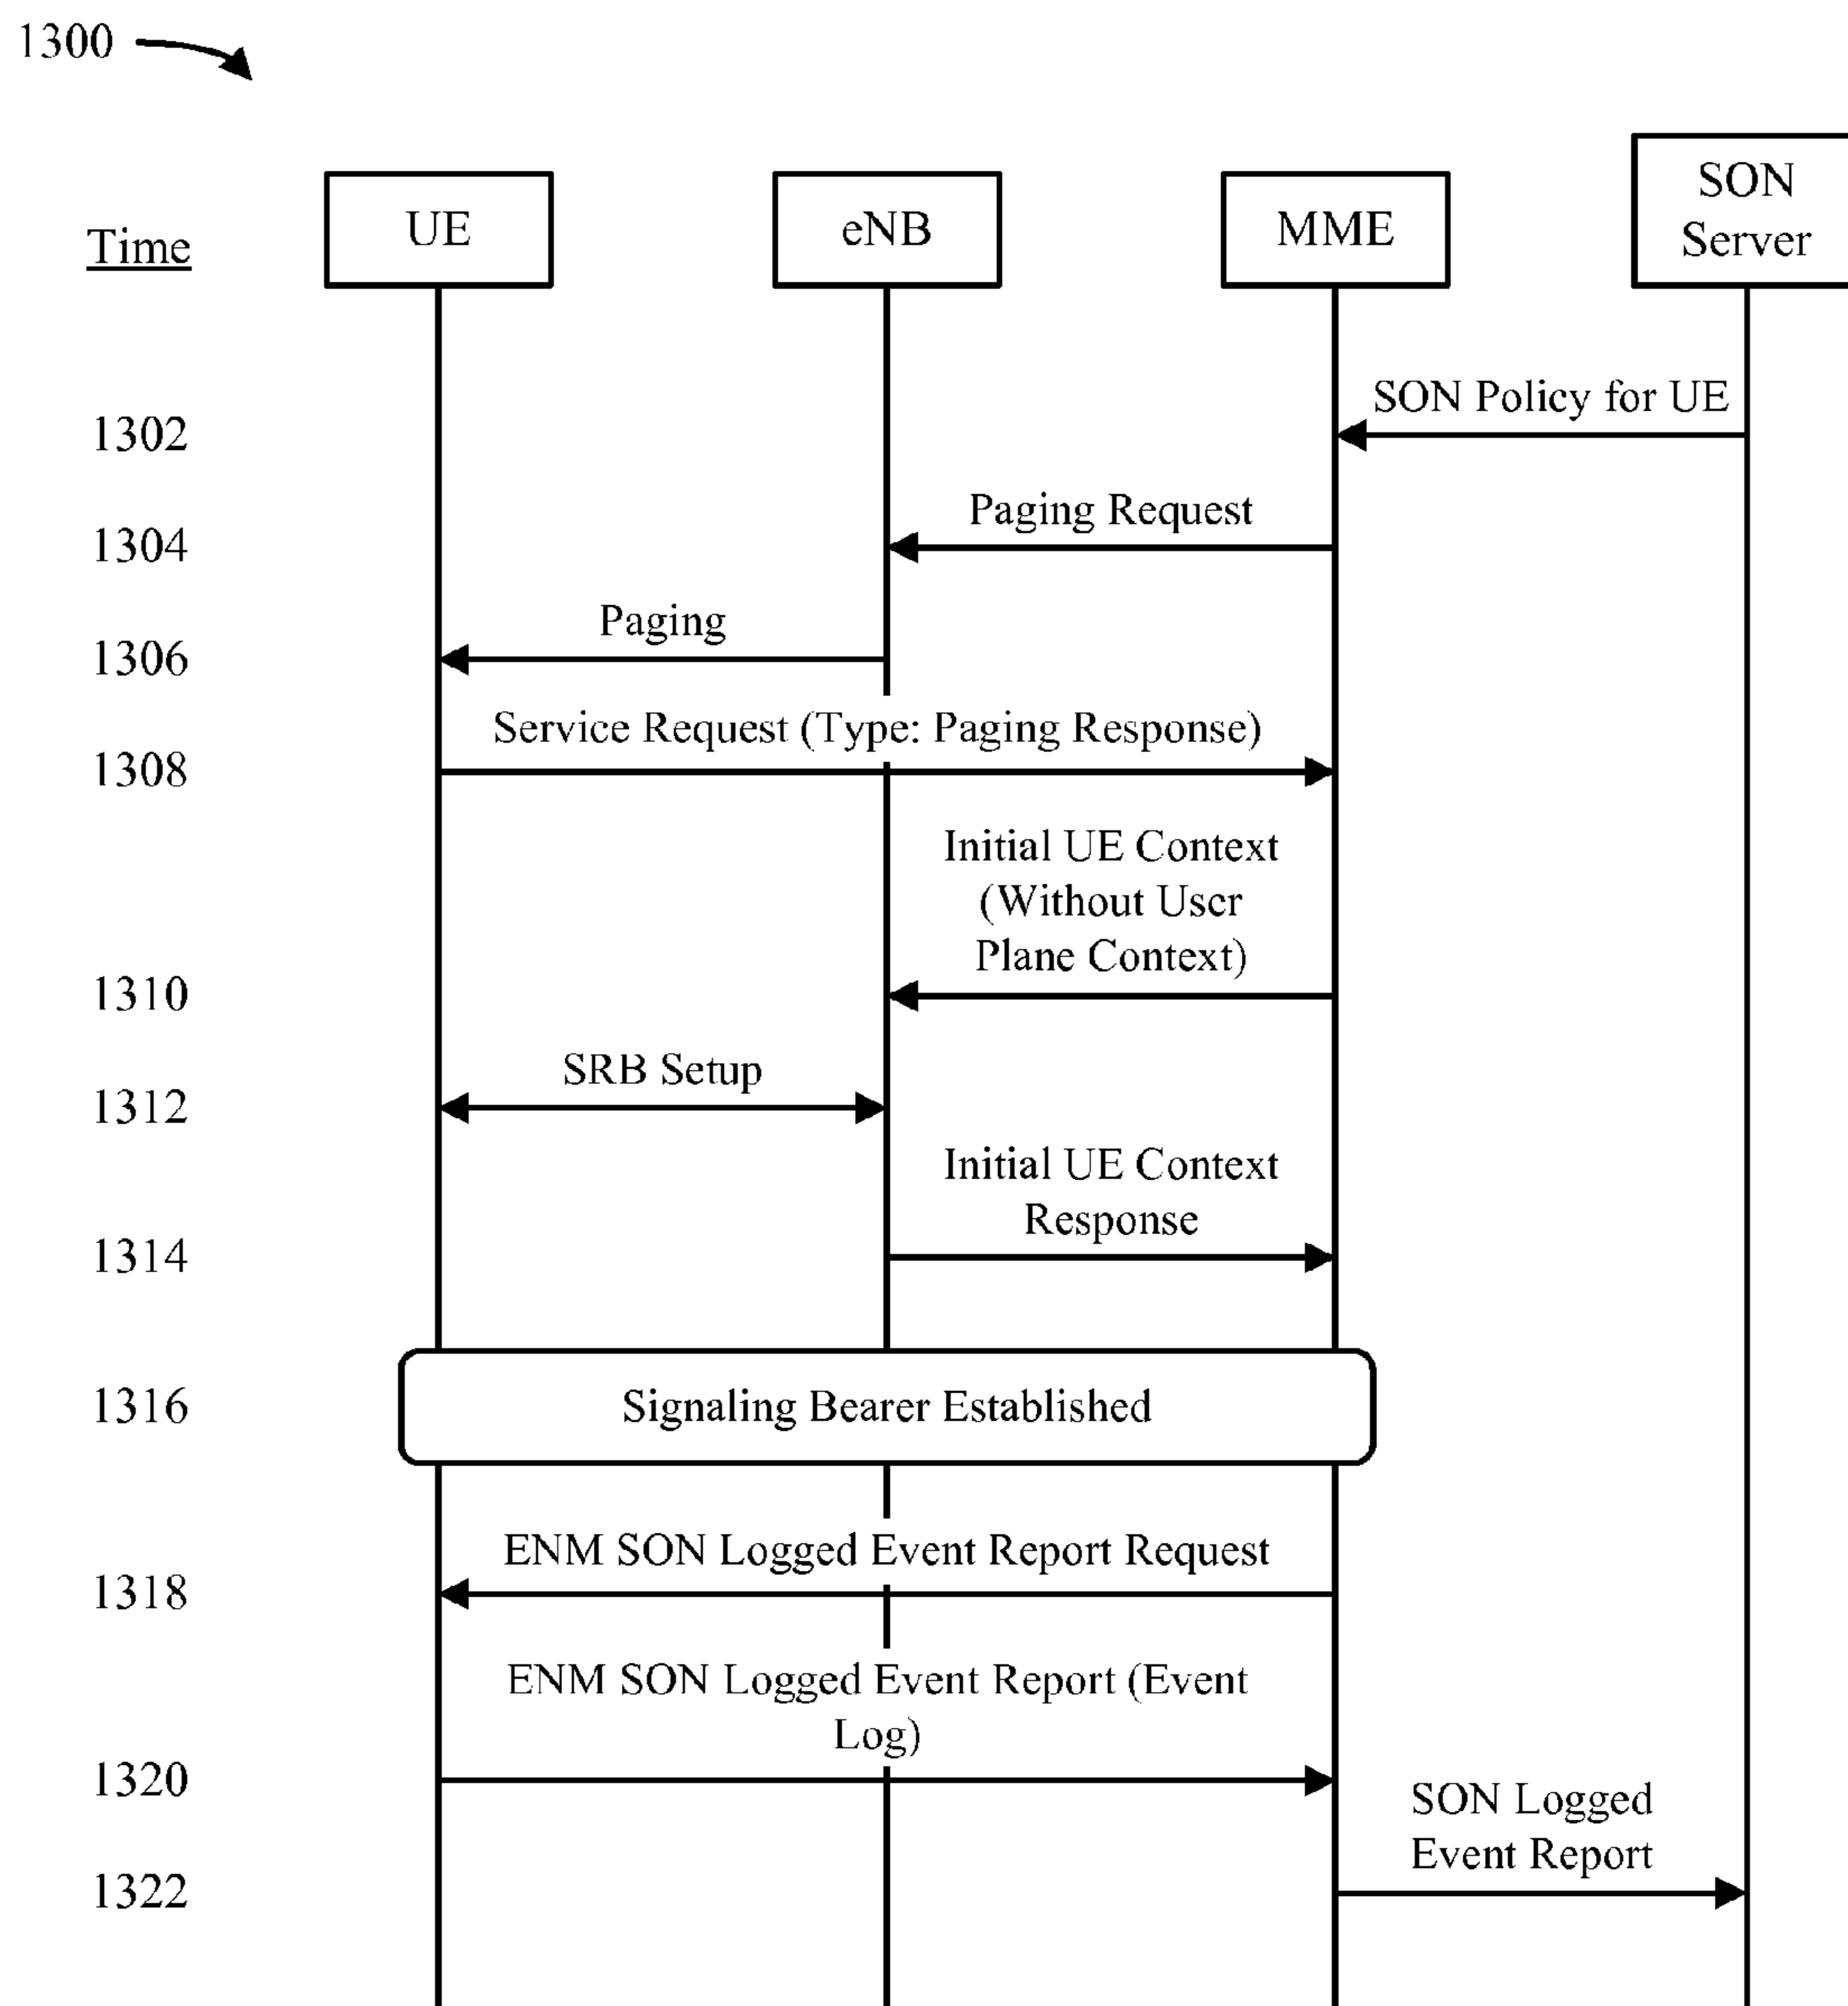 1300
Time
UE
eNB
MME
SON
Server
SON Policy for UE
1302
Paging Request
1304
Paging
1306
Service Request (Type: Paging Response)
1308
Initial UE Context
(Without User
Plane Context)
1310
SRB Setup
1312
Initial UE Context
Response
1314
Signaling Bearer Established
1316
ENM SON Logged Event Report Request
1318
ENM SON Logged Event Report (Event
Log)
1320
SON Logged
Event Report
1322